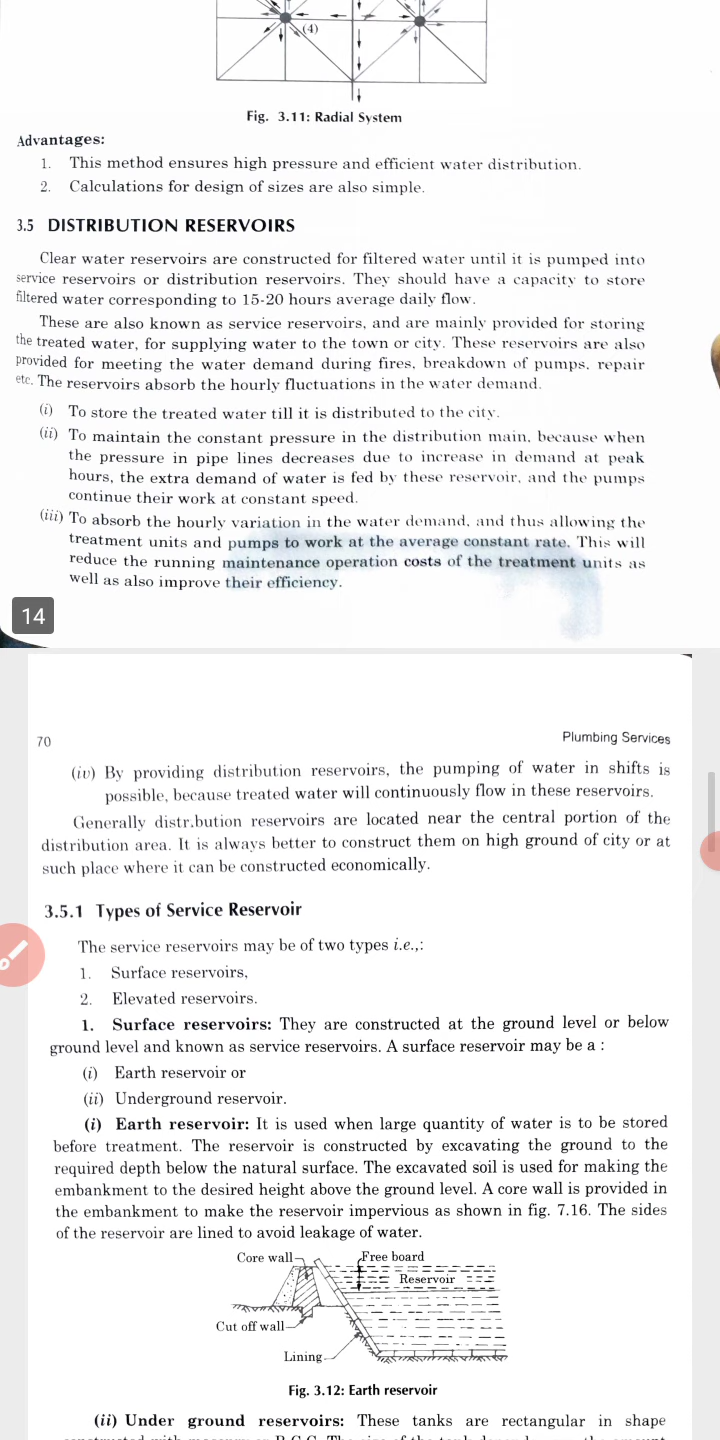 (4)
Fig. 3.11: Radial System
Advantages:
1. This method ensures high pressure and efficient water distribution.
2. Calculations for design of sizes are also simple.
3.5 DISTRIBUTION RESERVOIRS
Clear water reservoirs are constructed for filtered water until it is pumped into
service reservoirs or distribution reservoirs. They should have a capacity to store
filtered water corresponding to 15-20 hours average daily flow.
These are also known as service reservoirs, and are mainly provided for storing
the treated water, for supplying water to the town or city. These reservoirs are also
provided for meeting the water demand during fires, breakdown of pumps, repair
etc. The reservoirs absorb the hourly fluctuations in the water demand.
(i) To store the treated water till it is distributed to the city.
(ii) To maintain the constant pressure in the distribution main, because when
the pressure in pipe lines decreases due to increase in demand at peak
hours, the extra demand of water is fed by these reservoir, and the pumps
continue their work at constant speed.
(iii) To absorb the hourly variation in the water demand, and thus allowing the
treatment units and pumps to work at the average constant rate. This will
reduce the running maintenance operation costs of the treatment units as
well as also improve their efficiency.
14
70 Plumbing Services
(iv) By providing distribution reservoirs, the pumping of water in shifts is
possible, because treated water will continuously flow in these reservoirs.
Generally distr.bution reservoirs are located near the central portion of the
distribution area. It is always better to construct them on high ground of city or at
such place where it can be constructed economically.
3.5.1 Types of Service Reservoir
The service reservoirs may be of two types i.e.,:
1. Surface reservoirs,
2. Elevated reservoirs.
1. Surface reservoirs: They are constructed at the ground level or below
ground level and known as service reservoirs. A surface reservoir may be a :
(i) Earth reservoir or
(ii) Underground reservoir.
(i) Earth reservoir: It is used when large quantity of water is to be stored
before treatment. The reservoir is constructed by excavating the ground to the
required depth below the natural surface. The excavated soil is used for making the
embankment to the desired height above the ground level. A core wall is provided in
the embankment to make the reservoir impervious as shown in fig. 7.16. The sides
of the reservoir are lined to avoid leakage of water.
Core wall Free board
Reservoir
Cut off wall
Lining
Fig. 3.12: Earth reservoir
(ii) Under ground reservoirs: These tanks are rectangular in shape